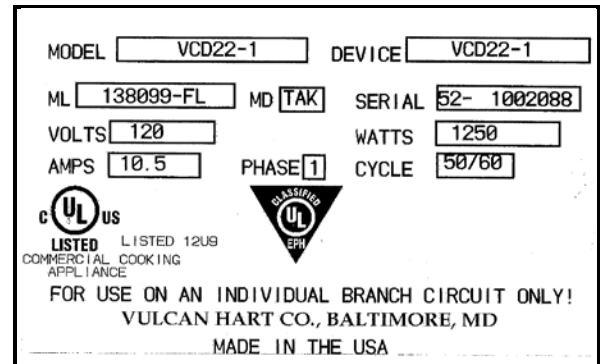 MODEL VCD22-1 DEVICE VCD22-1
ML 138099-FL MD TAK SERIAL 52- 1002088
VOLTS 120 WATTS 1250
AMPS 10.5 PHASE 1 CYCLE 50/60
CLASSIFIED
C UL US UL
EPH
LISTED LISTED 12U9
COMMERCIAL COOKING
APPLIANCE
FOR USE ON AN INDIVIDUAL BRANCH CIRCUIT ONLY!
VULCAN HART CO., BALTIMORE, MD
MADE IN THE USA